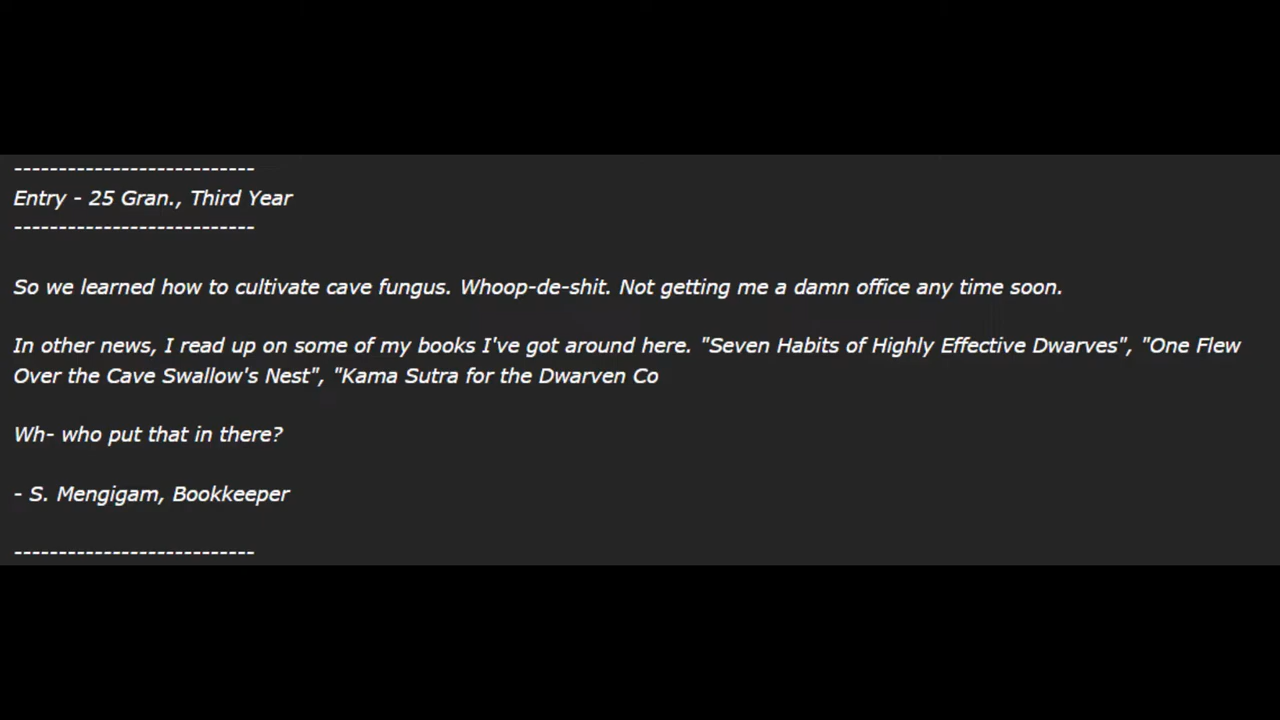 ---------------------------
Entry - 25 Gran., Third Year
---------------------------
So we learned how to cultivate cave fungus. Whoop-de-shit. Not getting me a damn office any time soon.
In other news, I read up on some of my books I've got around here. "Seven Habits of Highly Effective Dwarves", "One Flew
Over the Cave Swallow's Nest", "Kama Sutra for the Dwarven Co
Wh- who put that in there?
- S. Mengigam, Bookkeeper
---------------------------